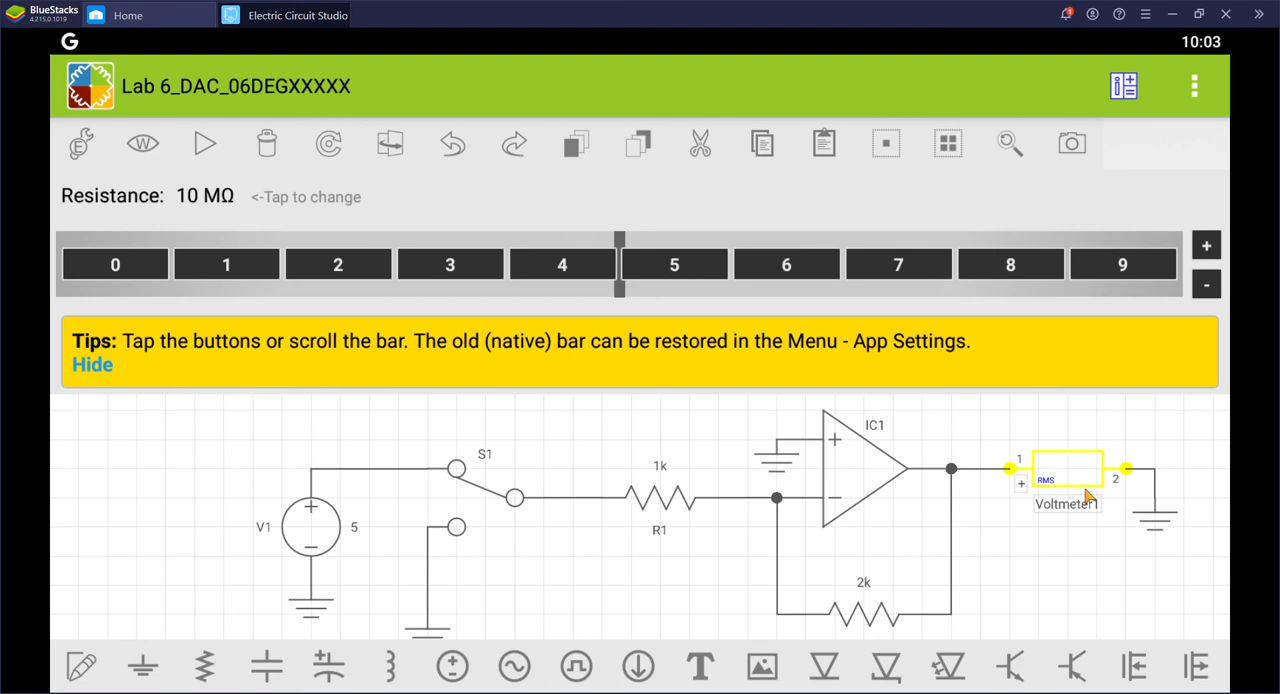 BlueStacks
4.215.0.1019
Home
Electric Circuit Studio
1
G
10:03
Lab 6_DAC_06DEGXXXXX
E
W
Resistance: 10 MΩ <-Tap to change
0 1 2 3 4 5 6 7 8 9
+
-
Tips: Tap the buttons or scroll the bar. The old (native) bar can be restored in the Menu - App Settings.
Hide
IC1
S1
1k
1
RMS
2
+
Voltmeter1
V1
5
R1
2k
T